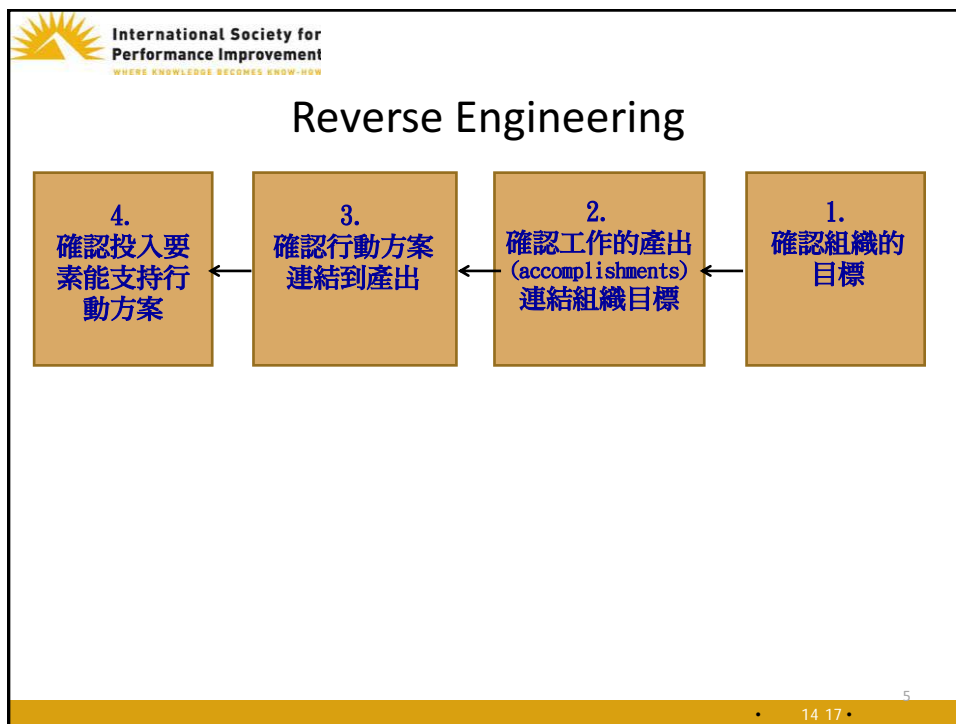 International Society for
Performance Improvement
WHERE KNOWLEDGE BECOMES KNOW-HOW
Reverse Engineering
4.
確認投入要
素能支持行
動方案
3.
確認行動方案
連結到產出
2.
確認工作的產出
(accomplishments)
連結組織目標
1.
確認組織的
目標
5
• 14 17 •